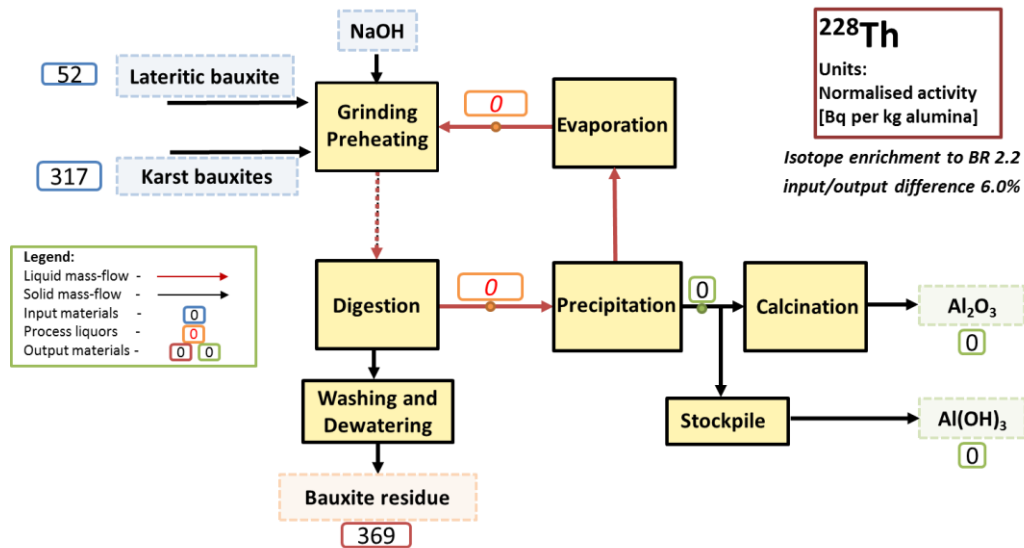 NaOH
²²⁸Th
Units:
Normalised activity
[Bq per kg alumina]
Isotope enrichment to BR 2.2
input/output difference 6.0%
52
Lateritic bauxite
317
Karst bauxites
Grinding
Preheating
0
Evaporation
Legend:
Liquid mass-flow -
Solid mass-flow -
Input materials - 0
Process liquors - 0
Output materials - 0 0
Digestion
0
Precipitation
0
Calcination
Al₂O₃
0
Washing and
Dewatering
Stockpile
Al(OH)₃
0
Bauxite residue
369